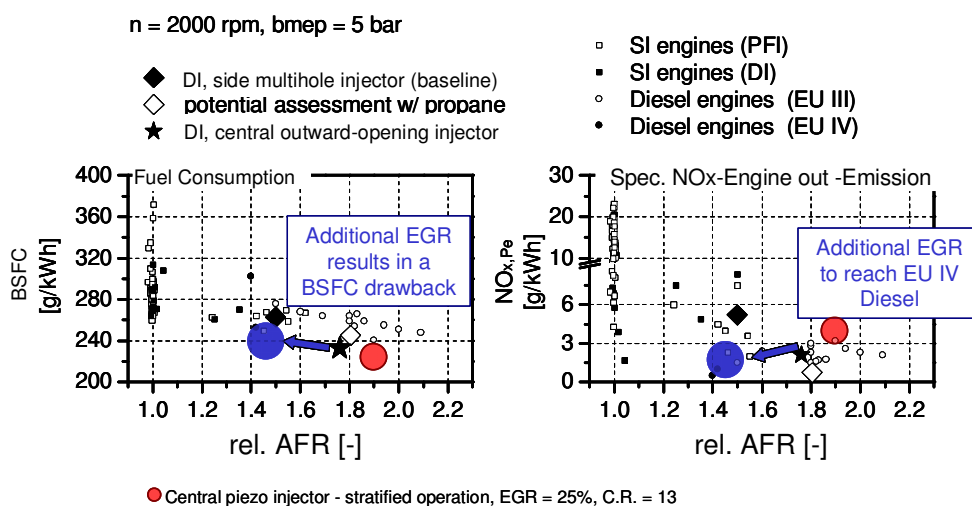 n = 2000 rpm, bmep = 5 bar
DI, side multihole injector (baseline)
potential assessment w/ propane
DI, central outward-opening injector
SI engines (PFI)
SI engines (DI)
Diesel engines (EU III)
Diesel engines (EU IV)
Fuel Consumption
400
360
320
280
240
200
BSFC
[g/kWh]
Additional EGR
results in a
BSFC drawback
1.0 1.2 1.4 1.6 1.8 2.0 2.2
rel. AFR [-]
Spec. NOx-Engine out -Emission
30
20
10
6
3
0
NOx,Pe
[g/kWh]
Additional EGR
to reach EU IV
Diesel
1.0 1.2 1.4 1.6 1.8 2.0 2.2
rel. AFR [-]
Central piezo injector - stratified operation, EGR = 25%, C.R. = 13